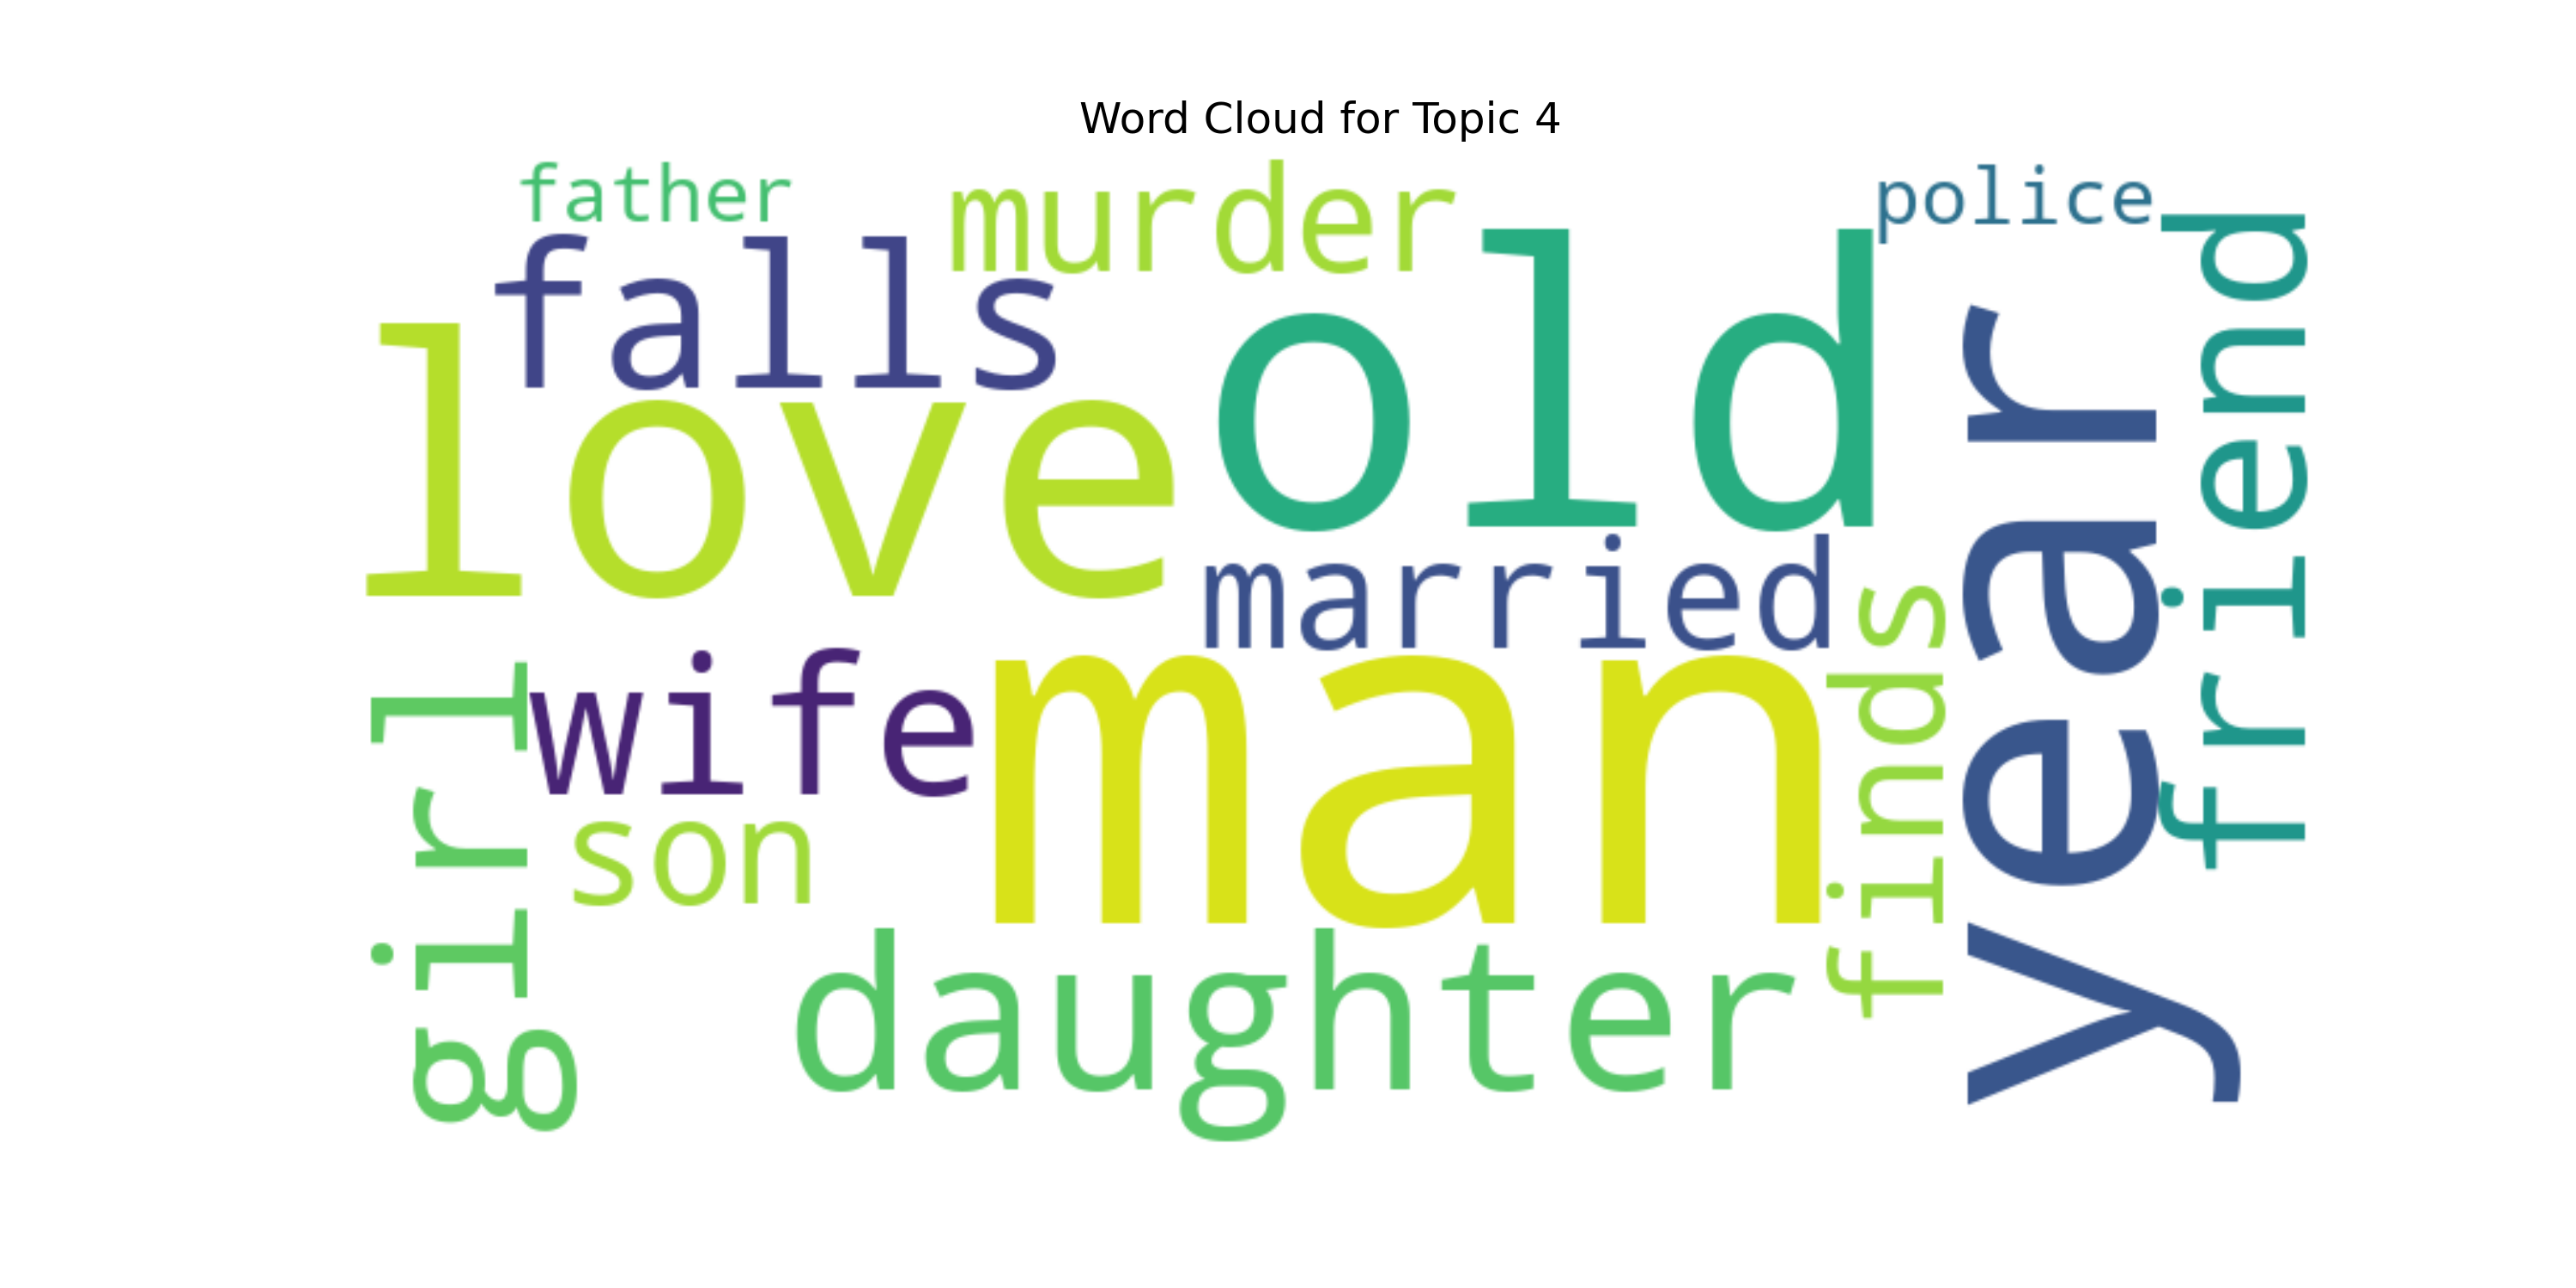 Word Cloud for Topic 4
father
murder
police
falls
love
old
year
friend
married
finds
girl
wife
man
son
daughter